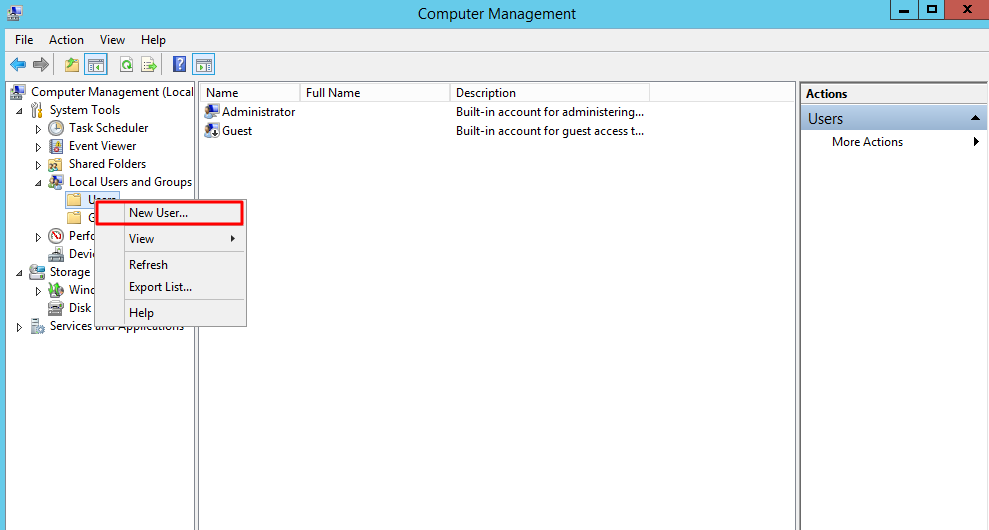 Computer Management
File Action View Help
Computer Management (Local
System Tools
Task Scheduler
Event Viewer
Shared Folders
Local Users and Groups
Users
G
Perfo
Devic
Storage
Wind
Disk
Services and Applications
New User...
View
Refresh
Export List...
Help
Name Full Name Description
Administrator Built-in account for administering...
Guest Built-in account for guest access t...
Actions
Users
More Actions